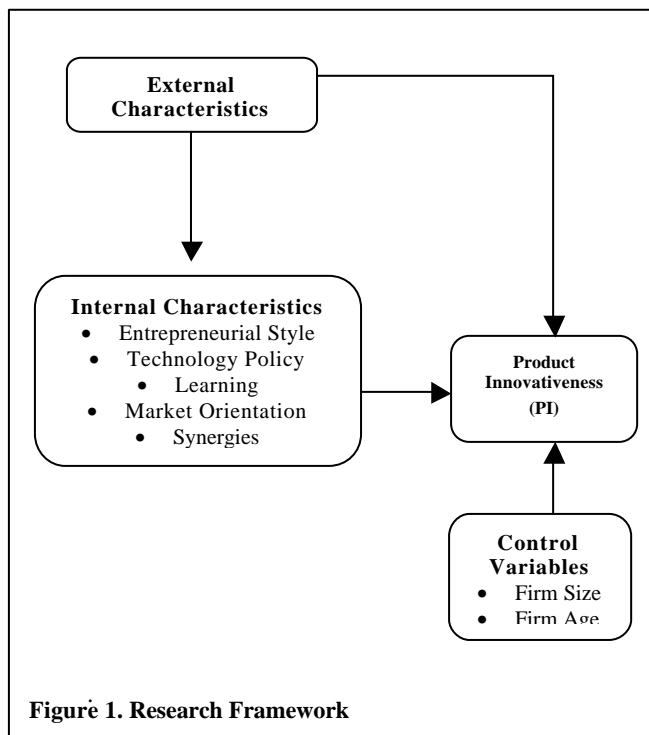 External
Characteristics
Internal Characteristics
• Entrepreneurial Style
• Technology Policy
• Learning
• Market Orientation
• Synergies
Product
Innovativeness
(PI)
Control
Variables
• Firm Size
• Firm Age
Figure 1. Research Framework